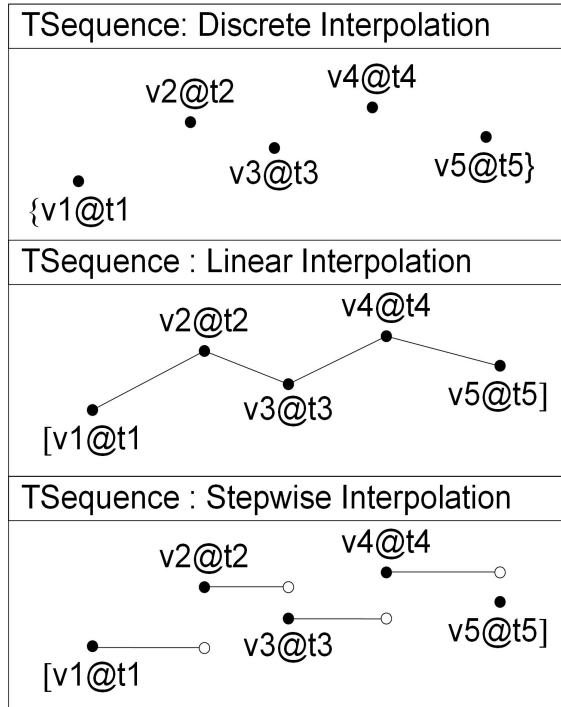 TSequence: Discrete Interpolation
v4@t4
v2@t2
v3@t3
v5@t5}
{v1@t1
TSequence : Linear Interpolation
v4@t4
v2@t2
v3@t3
v5@t5]
[v1@t1
TSequence : Stepwise Interpolation
v4@t4
v2@t2
v3@t3
v5@t5]
[v1@t1